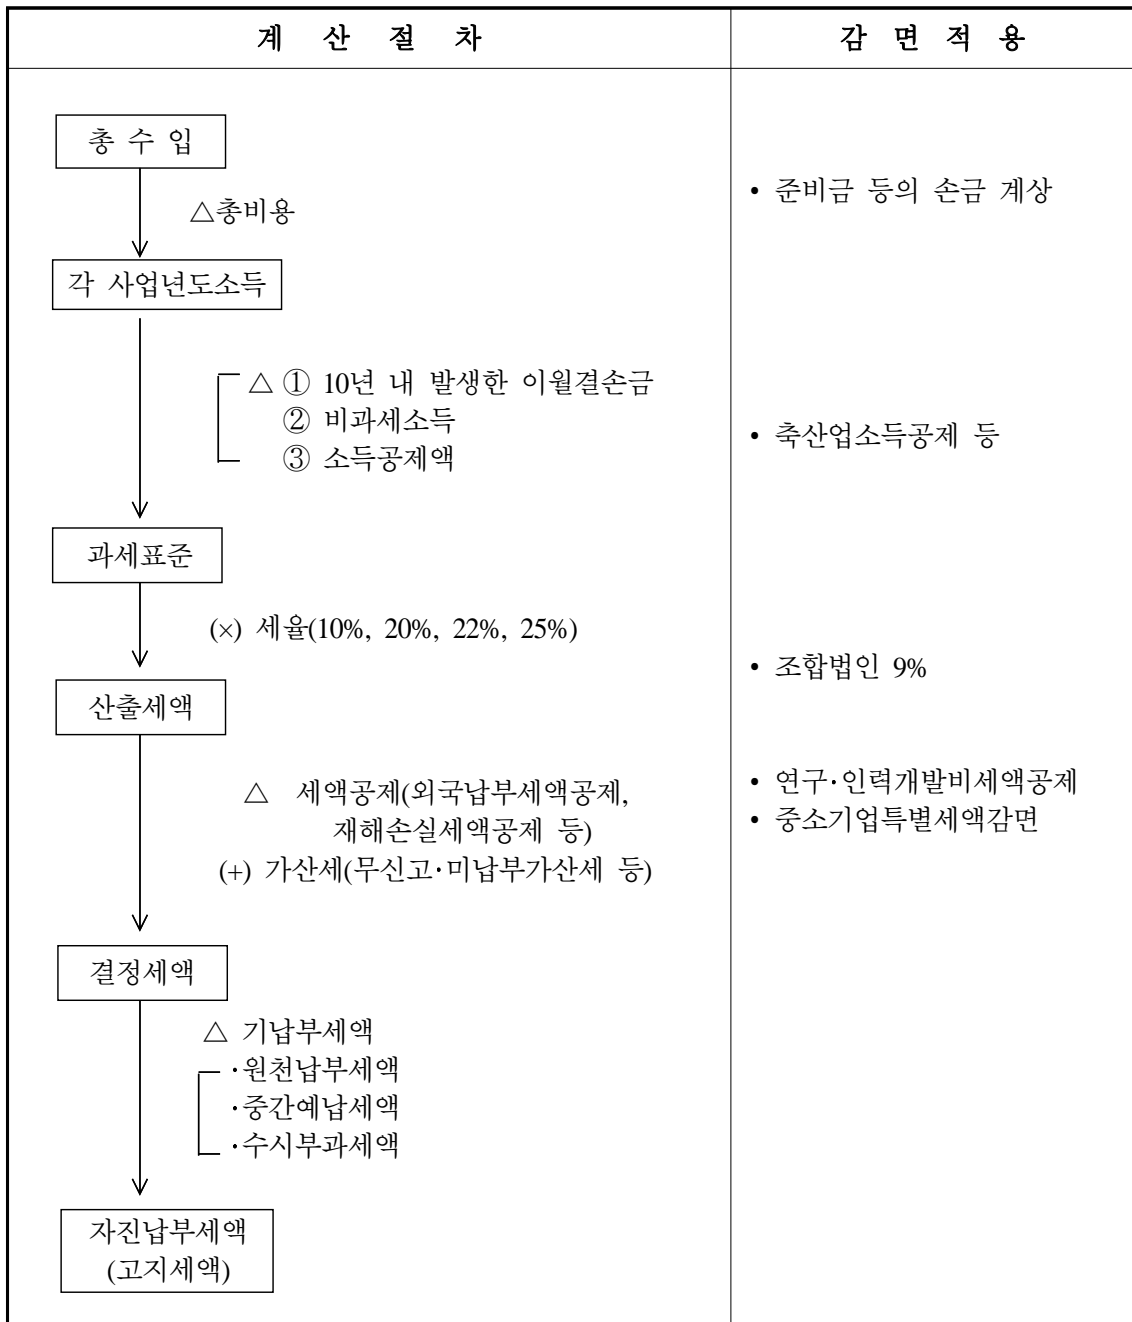 계 산 절 차
감 면 적 용
총 수 입
• 준비금 등의 손금 계상
△총비용
각 사업년도소득
△ ① 10년 내 발생한 이월결손금
② 비과세소득
③ 소득공제액
• 축산업소득공제 등
과세표준
(×) 세율(10%, 20%, 22%, 25%)
• 조합법인 9%
산출세액
△ 세액공제(외국납부세액공제,
재해손실세액공제 등)
(+) 가산세(무신고·미납부가산세 등)
• 연구·인력개발비세액공제
• 중소기업특별세액감면
결정세액
△ 기납부세액
·원천납부세액
·중간예납세액
·수시부과세액
자진납부세액
(고지세액)